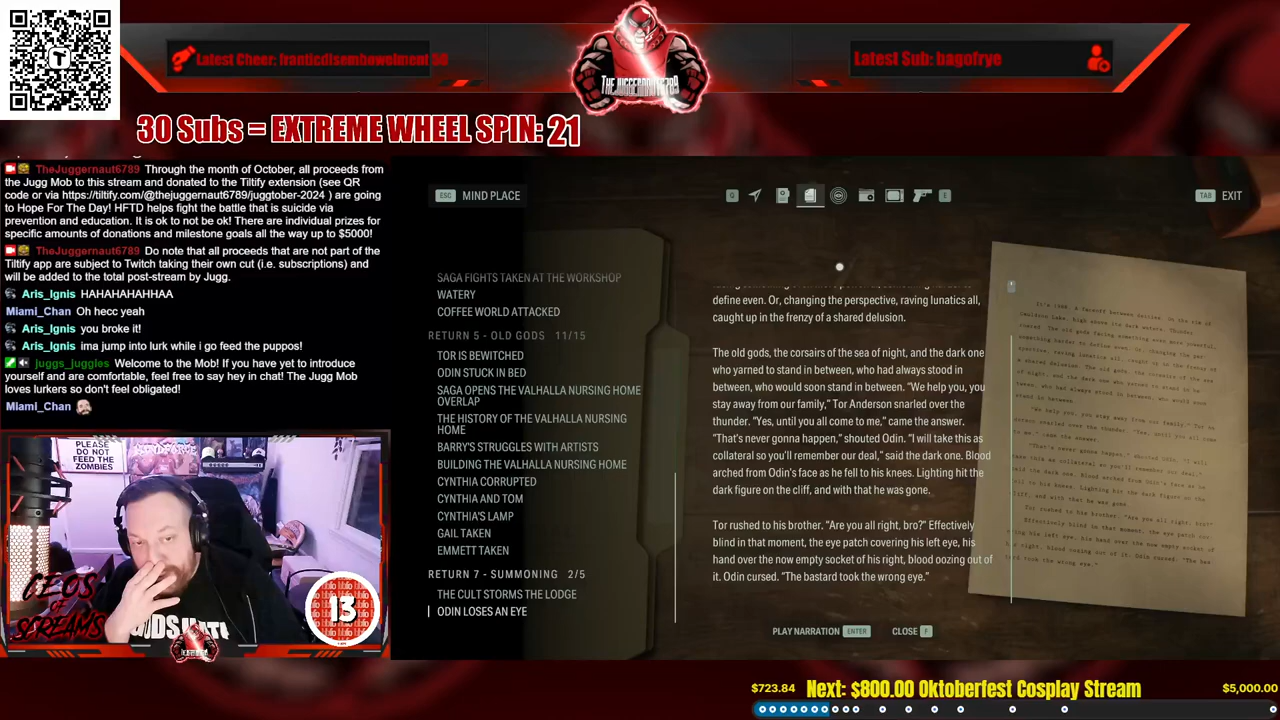 Latest Cheer: franticdisembowelment 50
THEJUGGERNAUT6789
Latest Sub: bagofrye
30 Subs = EXTREME WHEEL SPIN: 21
TheJuggernaut6789 Through the month of October, all proceeds from
the Jugg Mob to this stream and donated to the Tiltify extension (see QR
code or via https://tiltify.com/@thejuggernaut6789/juggtober-2024 ) are going
to Hope For The Day! HFTD helps fight the battle that is suicide via
prevention and education. It is ok to not be ok! There are individual prizes for
specific amounts of donations and milestone goals all the way up to $5000!
TheJuggernaut6789 Do note that all proceeds that are not part of the
Tiltify app are subject to Twitch taking their own cut (i.e. subscriptions) and
will be added to the total post-stream by Jugg.
Aris_Ignis HAHAHAHAHHAA
Miami_Chan Oh hecc yeah
Aris_Ignis you broke it!
Aris_Ignis ima jump into lurk while i go feed the puppos!
juggs_juggles Welcome to the Mob! If you have yet to introduce
yourself and are comfortable, feel free to say hey in chat! The Jugg Mob
loves lurkers so don't feel obligated!
Miami_Chan
PLEASE
DO NOT
FEED THE
ZOMBIES
CEOS
OF
SCREAMS
13
ESC MIND PLACE
Q
E
TAB EXIT
SAGA FIGHTS TAKEN AT THE WORKSHOP
WATERY
COFFEE WORLD ATTACKED
RETURN 5 - OLD GODS 11/15
TOR IS BEWITCHED
ODIN STUCK IN BED
SAGA OPENS THE VALHALLA NURSING HOME
OVERLAP
THE HISTORY OF THE VALHALLA NURSING
HOME
BARRY'S STRUGGLES WITH ARTISTS
BUILDING THE VALHALLA NURSING HOME
CYNTHIA CORRUPTED
CYNTHIA AND TOM
CYNTHIA'S LAMP
GAIL TAKEN
EMMETT TAKEN
RETURN 7 - SUMMONING 2/5
THE CULT STORMS THE LODGE
ODIN LOSES AN EYE
define even. Or, changing the perspective, raving lunatics all,
caught up in the frenzy of a shared delusion.
The old gods, the corsairs of the sea of night, and the dark one
who yarned to stand in between, who had always stood in
between, who would soon stand in between. "We help you, you
stay away from our family," Tor Anderson snarled over the
thunder. "Yes, until you all come to me," came the answer.
"That's never gonna happen," shouted Odin. "I will take this as
collateral so you'll remember our deal," said the dark one. Blood
arched from Odin's face as he fell to his knees. Lighting hit the
dark figure on the cliff, and with that he was gone.
Tor rushed to his brother. "Are you all right, bro?" Effectively
blind in that moment, the eye patch covering his left eye, his
hand over the now empty socket of his right, blood oozing out of
it. Odin cursed. "The bastard took the wrong eye."
PLAY NARRATION ENTER
CLOSE F
$723.84
Next: $800.00 Oktoberfest Cosplay Stream
$5,000.00